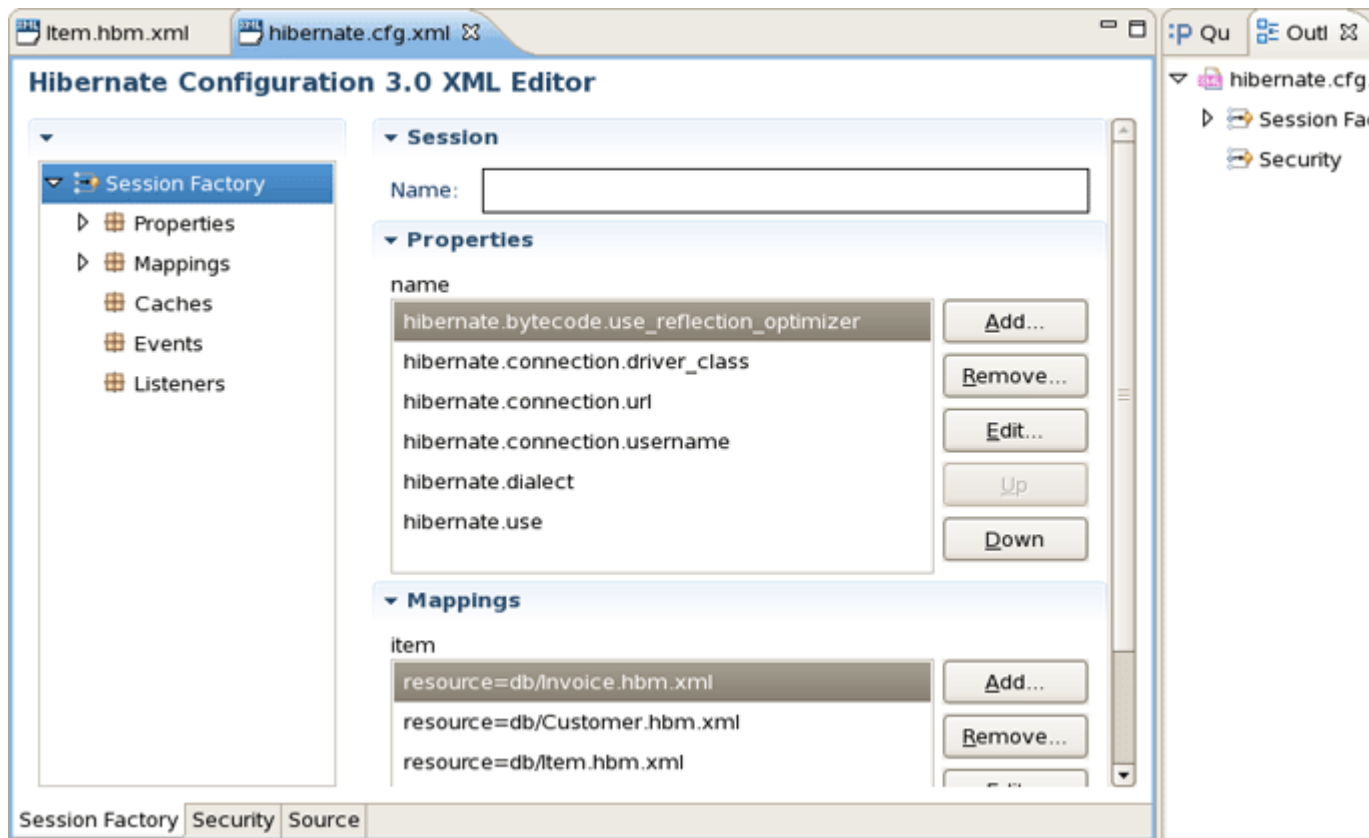 Item.hbm.xml
hibernate.cfg.xml
Qu
Outl
Hibernate Configuration 3.0 XML Editor
hibernate.cfg.
Session Fa
Security
Session Factory
Properties
Mappings
Caches
Events
Listeners
Session
Name:
Properties
name
hibernate.bytecode.use_reflection_optimizer
hibernate.connection.driver_class
hibernate.connection.url
hibernate.connection.username
hibernate.dialect
hibernate.use
Add...
Remove...
Edit...
Up
Down
Mappings
item
resource=db/Invoice.hbm.xml
resource=db/Customer.hbm.xml
resource=db/Item.hbm.xml
Add...
Remove...
Session Factory Security Source